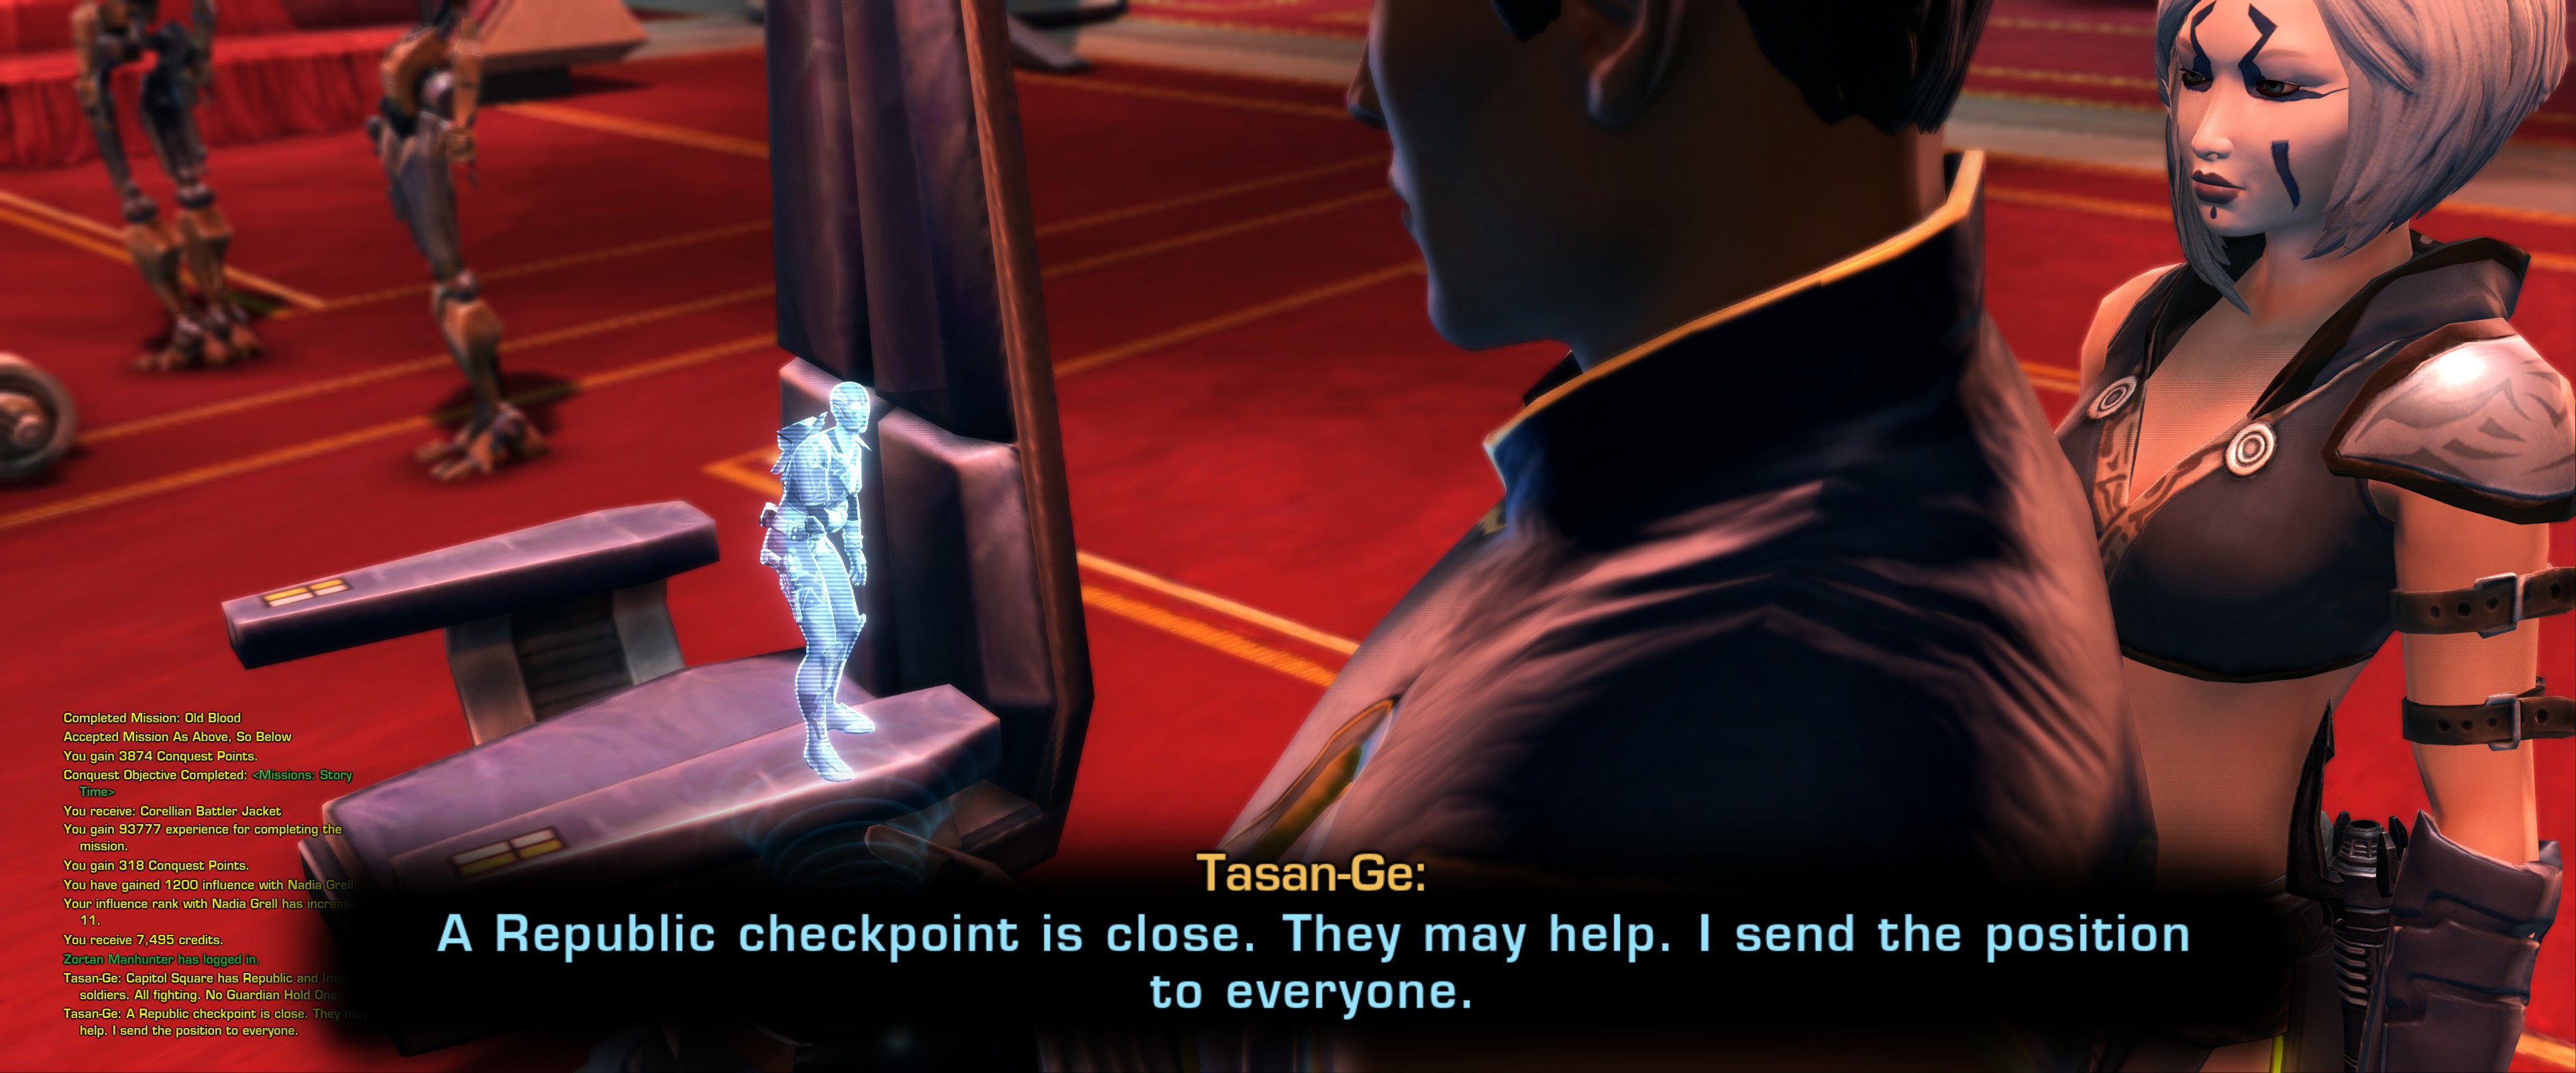 Completed Mission: Old Blood
Accepted Mission As Above, So Below
You gain 3874 Conquest Points.
Conquest Objective Completed: <Missions: Story
Time>
You receive: Corellian Battler Jacket
You gain 93777 experience for completing the
mission.
You gain 318 Conquest Points.
You have gained 1200 influence with Nadia Grell.
Your influence rank with Nadia Grell has
11.
You receive 7,495 credits.
Zortan Manhunter has logged in.
Tasan-Ge: Capitol Square has Republic and
soldiers. All fighting. No Guardian Hold One
Tasan-Ge: A Republic checkpoint is close. They may
help. I send the position to everyone.
Tasan-Ge:
A Republic checkpoint is close. They may help. I send the position
to everyone.